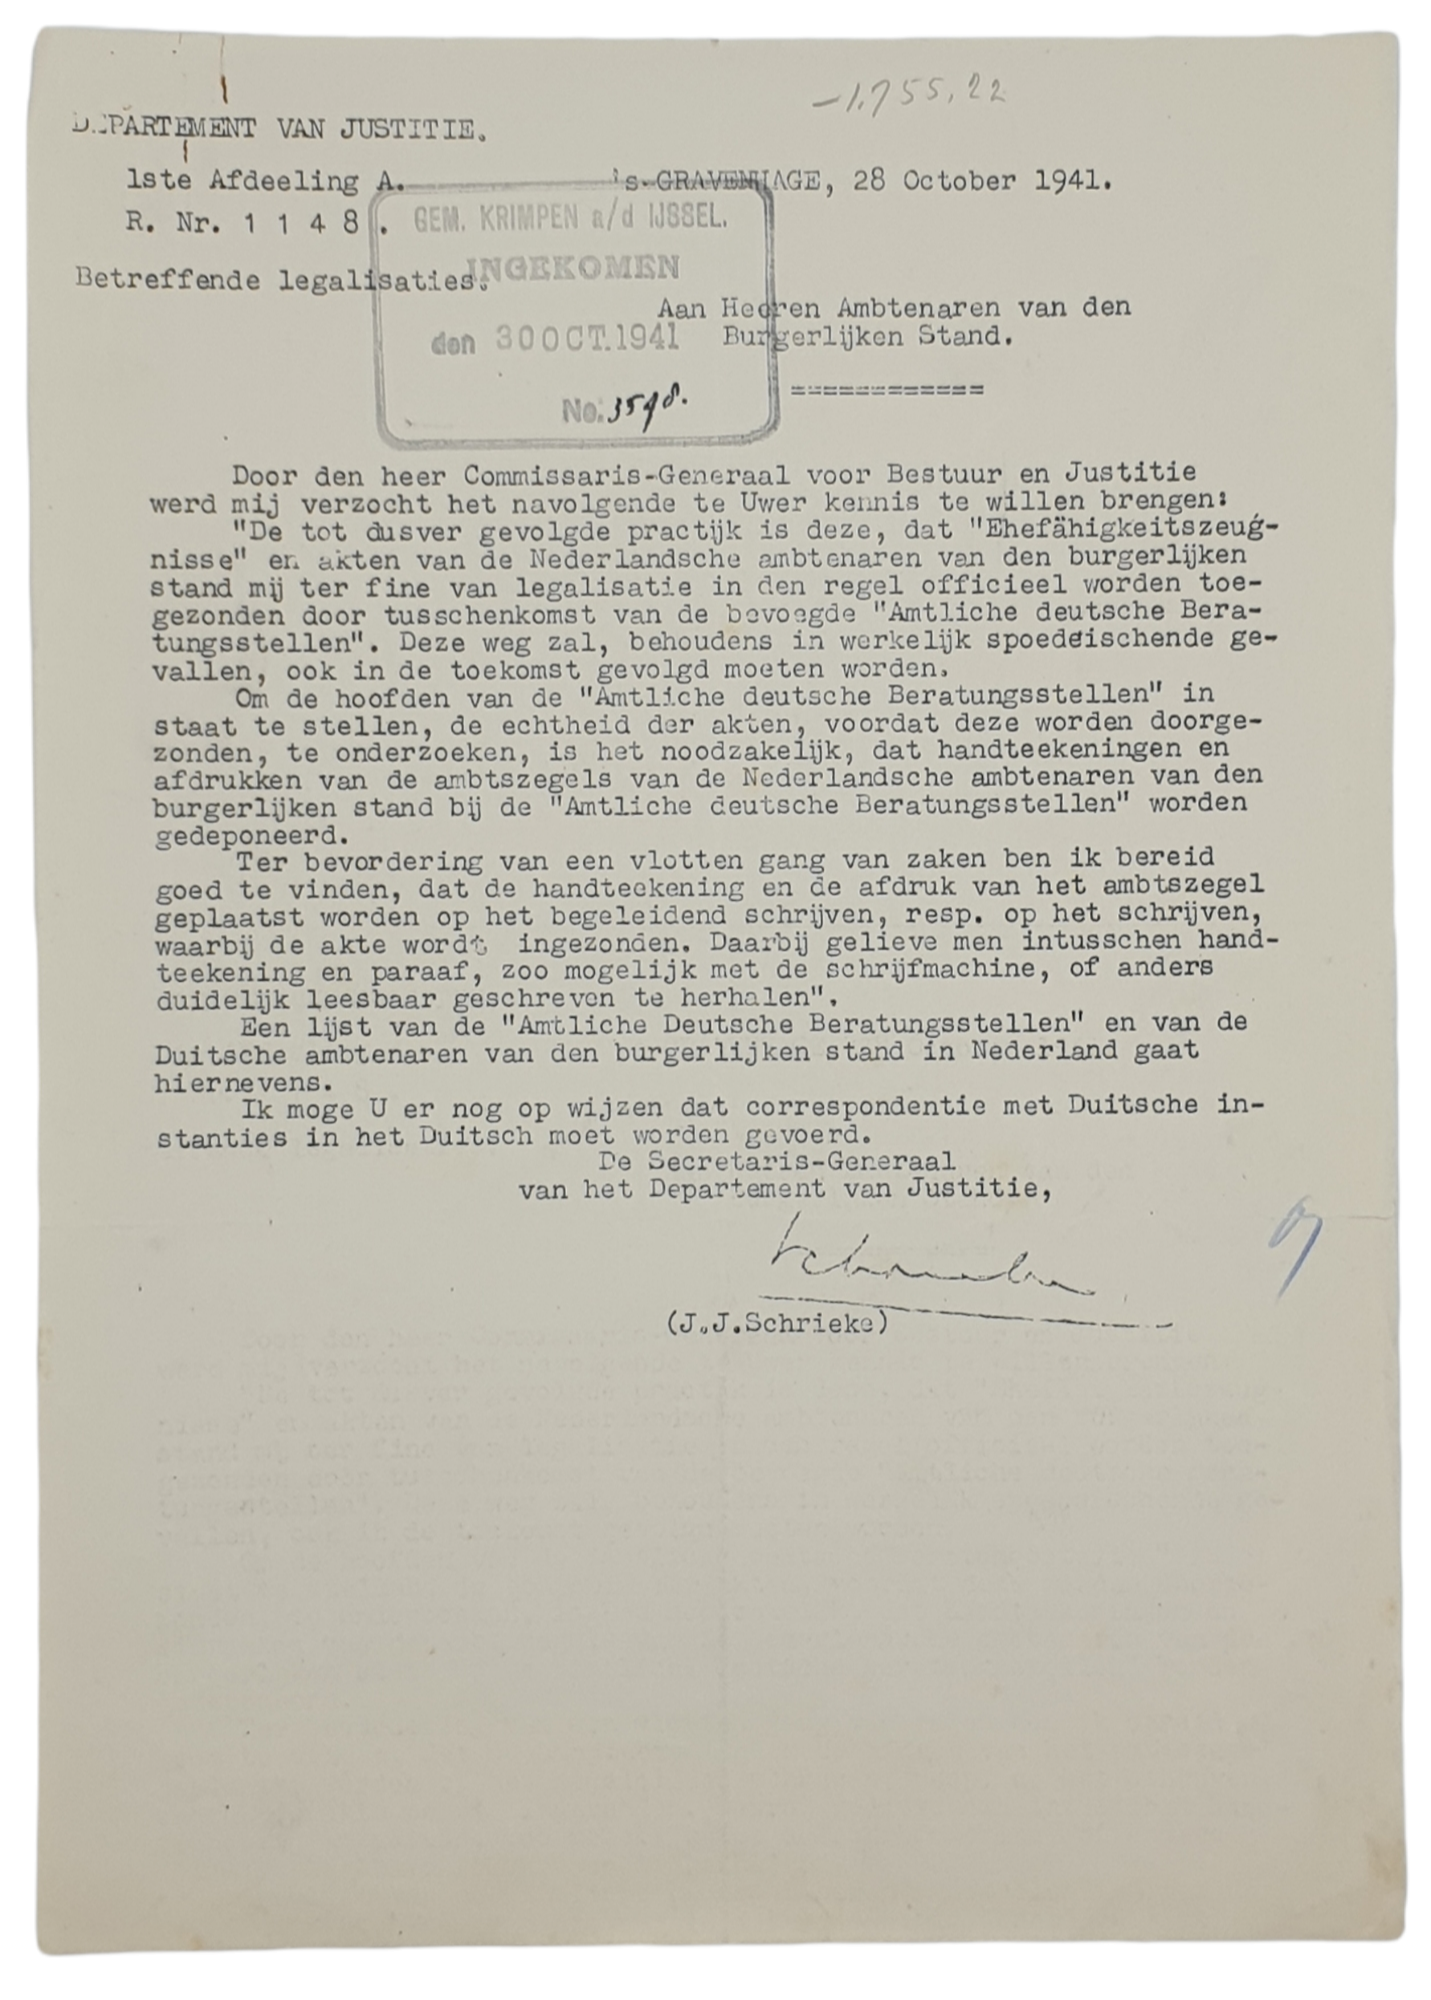 -1.755.22
DEPARTEMENT VAN JUSTITIE.
1ste Afdeeling A. 's-GRAVENHAGE, 28 October 1941.
R. Nr. 1 1 4 8 .
GEM. KRIMPEN a/d IJSSEL.
INGEKOMEN
Betreffende legalisaties.
Aan Heeren Ambtenaren van den
den 30 OCT. 1941
Burgerlijken Stand.
============
No. 3598.
Door den heer Commissaris-Generaal voor Bestuur en Justitie
werd mij verzocht het navolgende te Uwer kennis te willen brengen:
"De tot dusver gevolgde practijk is deze, dat "Ehefähigkeitszeug-
nisse" en akten van de Nederlandsche ambtenaren van den burgerlijken
stand mij ter fine van legalisatie in den regel officieel worden toe-
gezonden door tusschenkomst van de bevoegde "Amtliche deutsche Bera-
tungsstellen". Deze weg zal, behoudens in werkelijk spoedeischende ge-
vallen, ook in de toekomst gevolgd moeten worden.
Om de hoofden van de "Amtliche deutsche Beratungsstellen" in
staat te stellen, de echtheid der akten, voordat deze worden doorge-
zonden, te onderzoeken, is het noodzakelijk, dat handteekeningen en
afdrukken van de ambtszegels van de Nederlandsche ambtenaren van den
burgerlijken stand bij de "Amtliche deutsche Beratungsstellen" worden
gedeponeerd.
Ter bevordering van een vlotten gang van zaken ben ik bereid
goed te vinden, dat de handteekening en de afdruk van het ambtszegel
geplaatst worden op het begeleidend schrijven, resp. op het schrijven,
waarbij de akte wordt ingezonden. Daarbij gelieve men intusschen hand-
teekening en paraaf, zoo mogelijk met de schrijfmachine, of anders
duidelijk leesbaar geschreven te herhalen".
Een lijst van de "Amtliche Deutsche Beratungsstellen" en van de
Duitsche ambtenaren van den burgerlijken stand in Nederland gaat
hiernevens.
Ik moge U er nog op wijzen dat correspondentie met Duitsche in-
stanties in het Duitsch moet worden gevoerd.
De Secretaris-Generaal
van het Departement van Justitie,
Schrieke
(J.J.Schrieke)